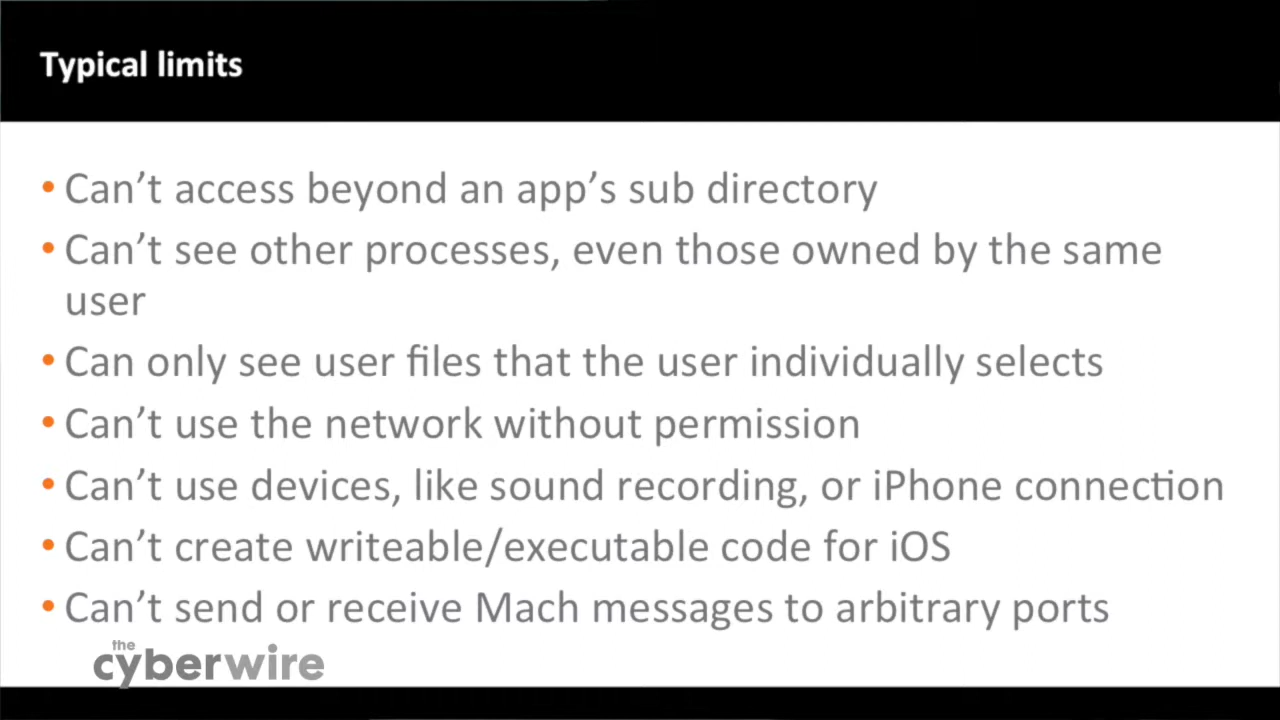 Typical limits
• Can’t access beyond an app’s sub directory
• Can’t see other processes, even those owned by the same
user
• Can only see user files that the user individually selects
• Can’t use the network without permission
• Can’t use devices, like sound recording, or iPhone connection
• Can’t create writeable/executable code for iOS
• Can’t send or receive Mach messages to arbitrary ports
the
cyberwire